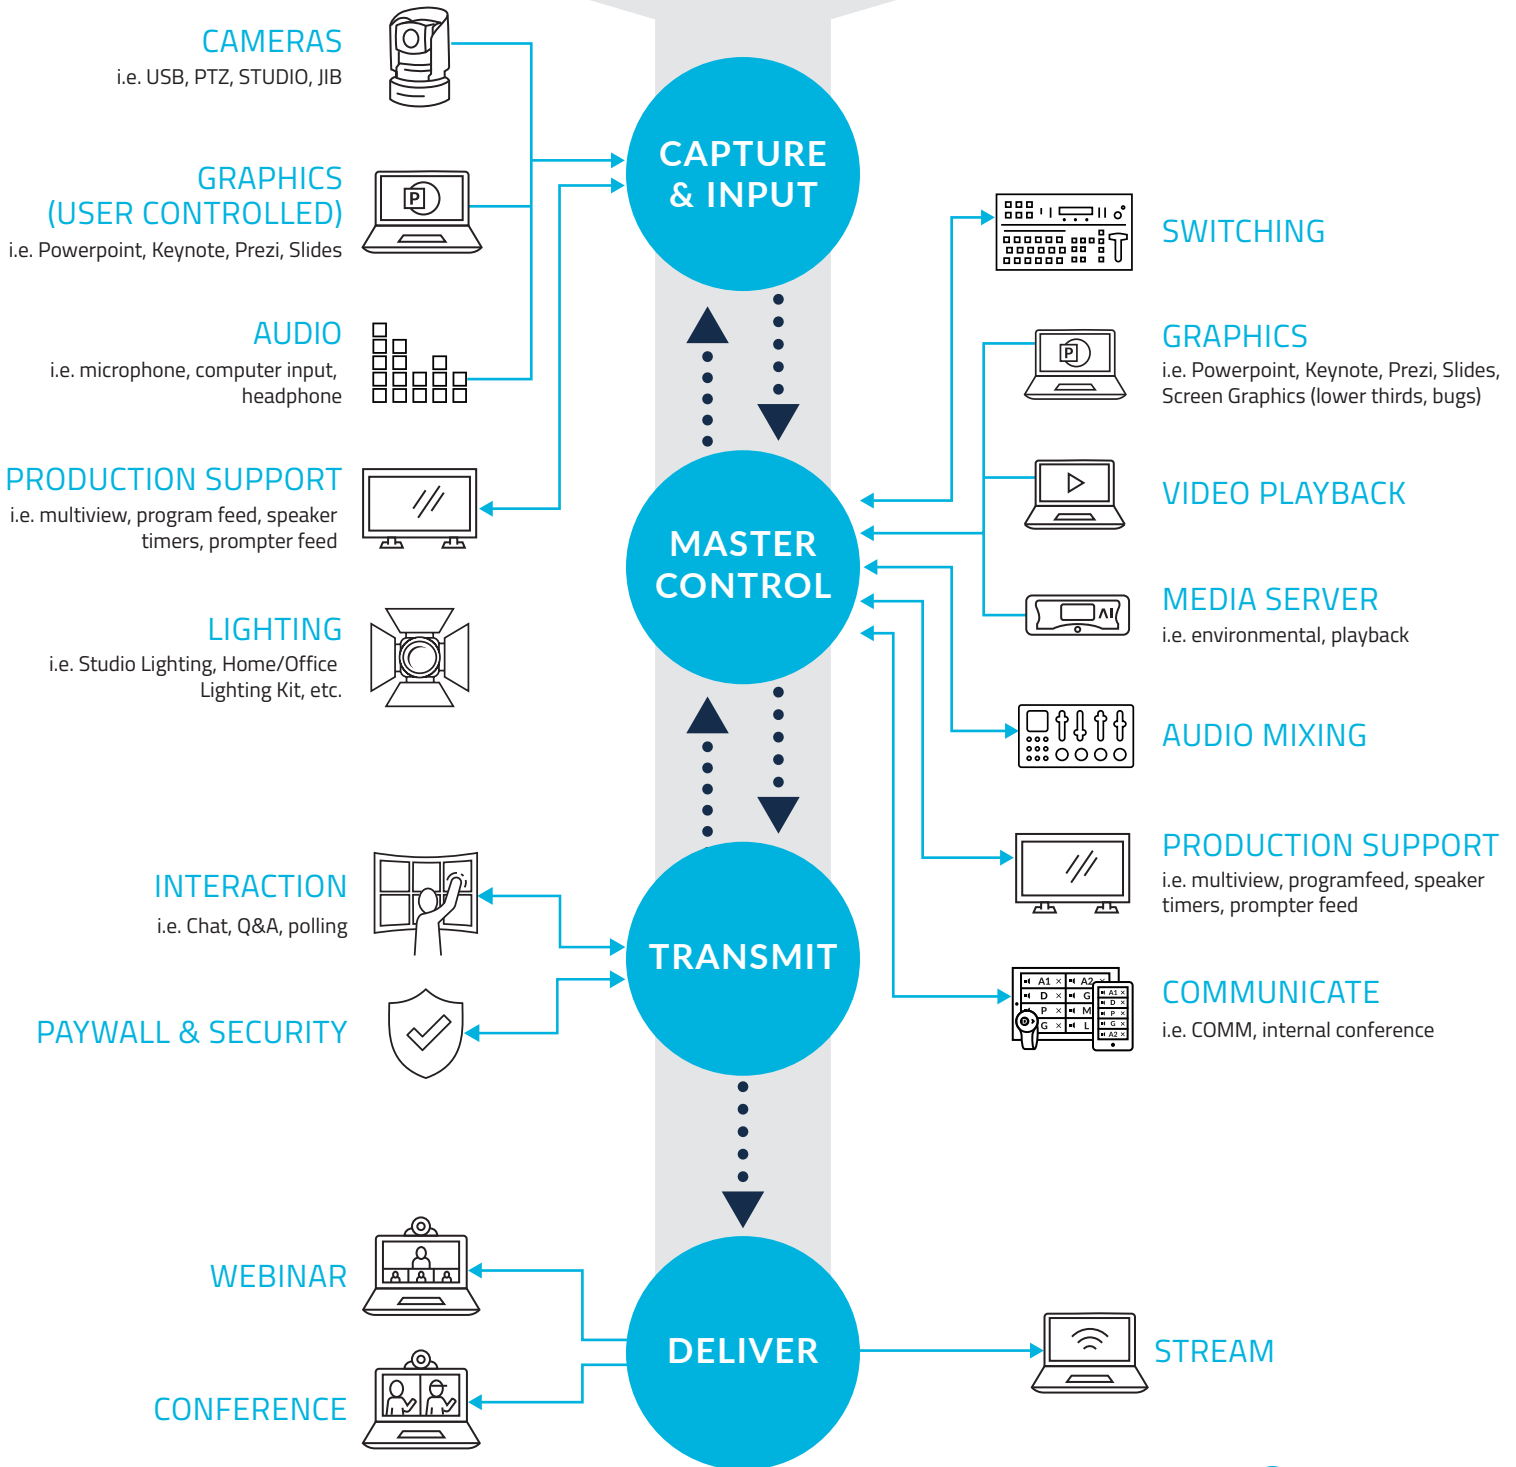 CAMERAS
i.e. USB, PTZ, STUDIO, JIB
GRAPHICS
(USER CONTROLLED)
i.e. Powerpoint, Keynote, Prezi, Slides
P
AUDIO
i.e. microphone, computer input,
headphone
PRODUCTION SUPPORT
i.e. multiview, program feed, speaker
timers, prompter feed
LIGHTING
i.e. Studio Lighting, Home/Office
Lighting Kit, etc.
INTERACTION
i.e. Chat, Q&A, polling
PAYWALL & SECURITY
WEBINAR
CONFERENCE
CAPTURE
& INPUT
MASTER
CONTROL
TRANSMIT
DELIVER
SWITCHING
GRAPHICS
i.e. Powerpoint, Keynote, Prezi, Slides,
Screen Graphics (lower thirds, bugs)
P
VIDEO PLAYBACK
MEDIA SERVER
i.e. environmental, playback
AUDIO MIXING
PRODUCTION SUPPORT
i.e. multiview, programfeed, speaker
timers, prompter feed
COMMUNICATE
i.e. COMM, internal conference
A1 × A2 ×
D × G
P × M
G × L
A1 ×
D ×
P ×
G ×
A2 ×
STREAM